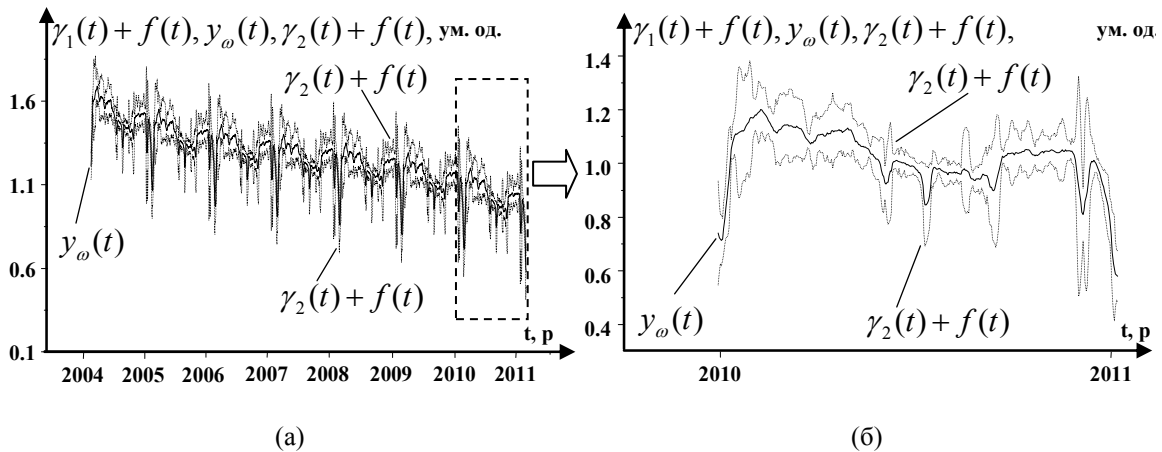 γ₁(t) + f(t), y_ω(t), γ₂(t) + f(t), ум. од.
γ₂(t) + f(t)
1.6
1.1
y_ω(t)
0.6
γ₂(t) + f(t)
t, р
0.1
2004 2005 2006 2007 2008 2009 2010 2011
(а)
γ₁(t) + f(t), y_ω(t), γ₂(t) + f(t), ум. од.
1.4
γ₂(t) + f(t)
1.2
1.0
0.8
0.6
y_ω(t)
γ₂(t) + f(t)
0.4
t, р
2010 2011
(б)